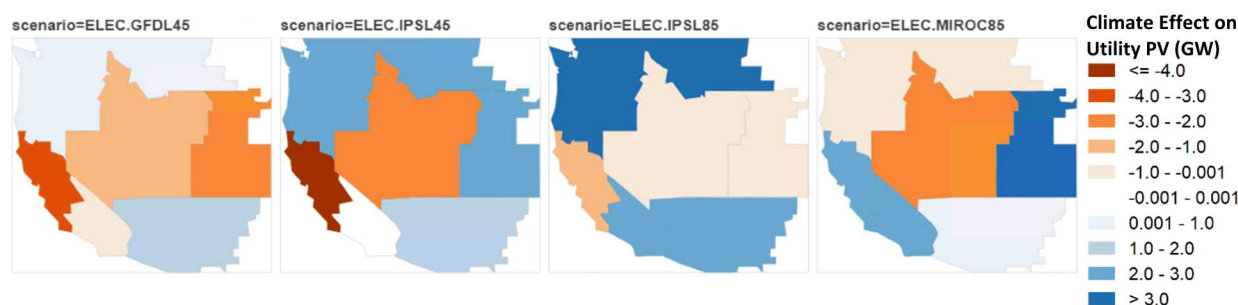 scenario=ELEC.GFDL45
scenario=ELEC.IPSL45
scenario=ELEC.IPSL85
scenario=ELEC.MIROC85
Climate Effect on
Utility PV (GW)
<= -4.0
-4.0 - -3.0
-3.0 - -2.0
-2.0 - -1.0
-1.0 - -0.001
-0.001 - 0.001
0.001 - 1.0
1.0 - 2.0
2.0 - 3.0
> 3.0